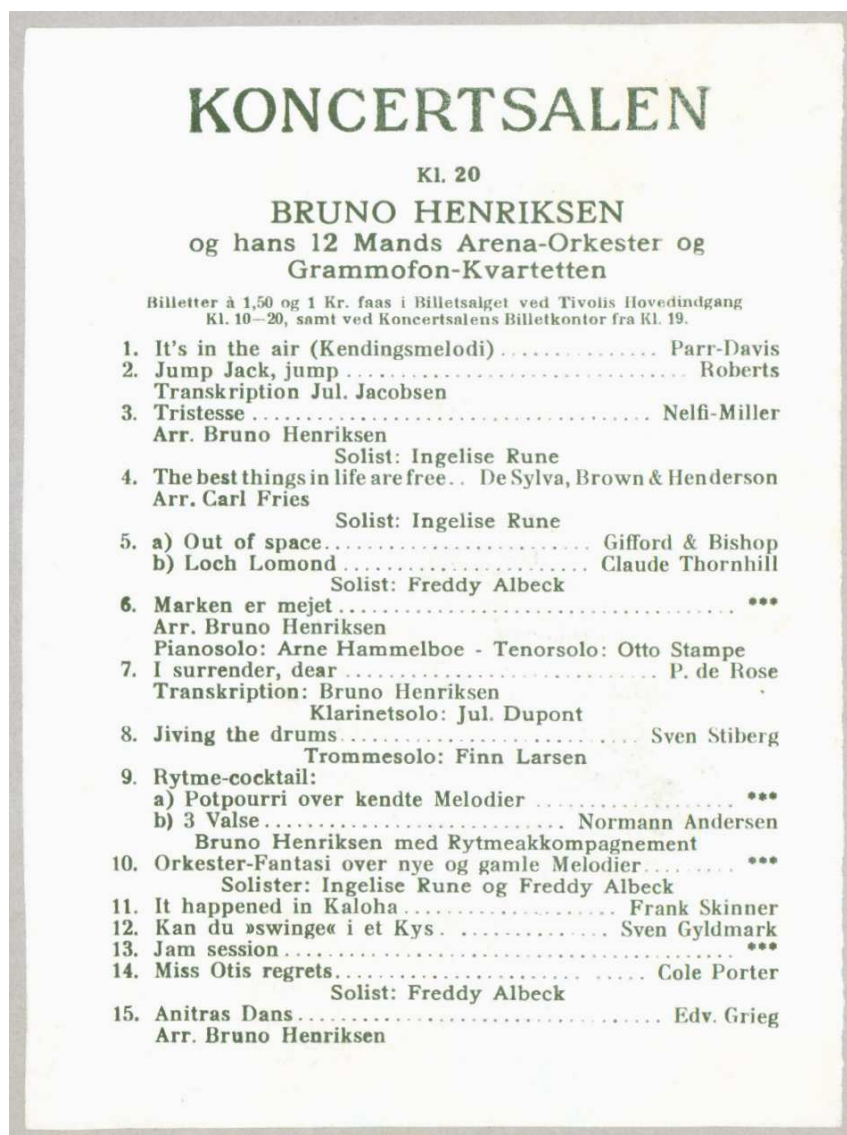 KONCERTSALEN
Kl. 20
BRUNO HENRIKSEN
og hans 12 Mands Arena-Orkester og
Grammofon-Kvartetten
Billetter à 1,50 og 1 Kr. faas i Billetsalget ved Tivolis Hovedindgang
Kl. 10—20, samt ved Koncertsalens Billetkontor fra Kl. 19.
1. It's in the air (Kendingsmelodi) ............... Parr-Davis
2. Jump Jack, jump ................................ Roberts
Transkription Jul. Jacobsen
3. Tristesse ...................................... Nelfi-Miller
Arr. Bruno Henriksen
Solist: Ingelise Rune
4. The best things in life are free.. De Sylva, Brown & Henderson
Arr. Carl Fries
Solist: Ingelise Rune
5. a) Out of space......................... Gifford & Bishop
b) Loch Lomond ....................... Claude Thornhill
Solist: Freddy Albeck
6. Marken er mejet ...................................... ***
Arr. Bruno Henriksen
Pianosolo: Arne Hammelboe - Tenorsolo: Otto Stampe
7. I surrender, dear ............................... P. de Rose
Transkription: Bruno Henriksen
Klarinetsolo: Jul. Dupont
8. Jiving the drums............................. Sven Stiberg
Trommesolo: Finn Larsen
9. Rytme-cocktail:
a) Potpourri over kendte Melodier ................... ***
b) 3 Valse............................ Normann Andersen
Bruno Henriksen med Rytmeakkompagnement
10. Orkester-Fantasi over nye og gamle Melodier......... ***
Solister: Ingelise Rune og Freddy Albeck
11. It happened in Kaloha .................... Frank Skinner
12. Kan du »swinge« i et Kys. ............... Sven Gyldmark
13. Jam session........................................... ***
14. Miss Otis regrets............................ Cole Porter
Solist: Freddy Albeck
15. Anitras Dans................................... Edv. Grieg
Arr. Bruno Henriksen